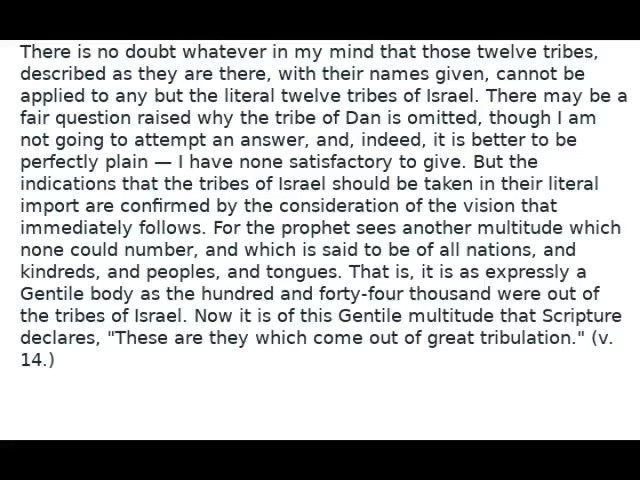 There is no doubt whatever in my mind that those twelve tribes,
described as they are there, with their names given, cannot be
applied to any but the literal twelve tribes of Israel. There may be a
fair question raised why the tribe of Dan is omitted, though I am
not going to attempt an answer, and, indeed, it is better to be
perfectly plain — I have none satisfactory to give. But the
indications that the tribes of Israel should be taken in their literal
import are confirmed by the consideration of the vision that
immediately follows. For the prophet sees another multitude which
none could number, and which is said to be of all nations, and
kindreds, and peoples, and tongues. That is, it is as expressly a
Gentile body as the hundred and forty-four thousand were out of
the tribes of Israel. Now it is of this Gentile multitude that Scripture
declares, "These are they which come out of great tribulation." (v.
14.)